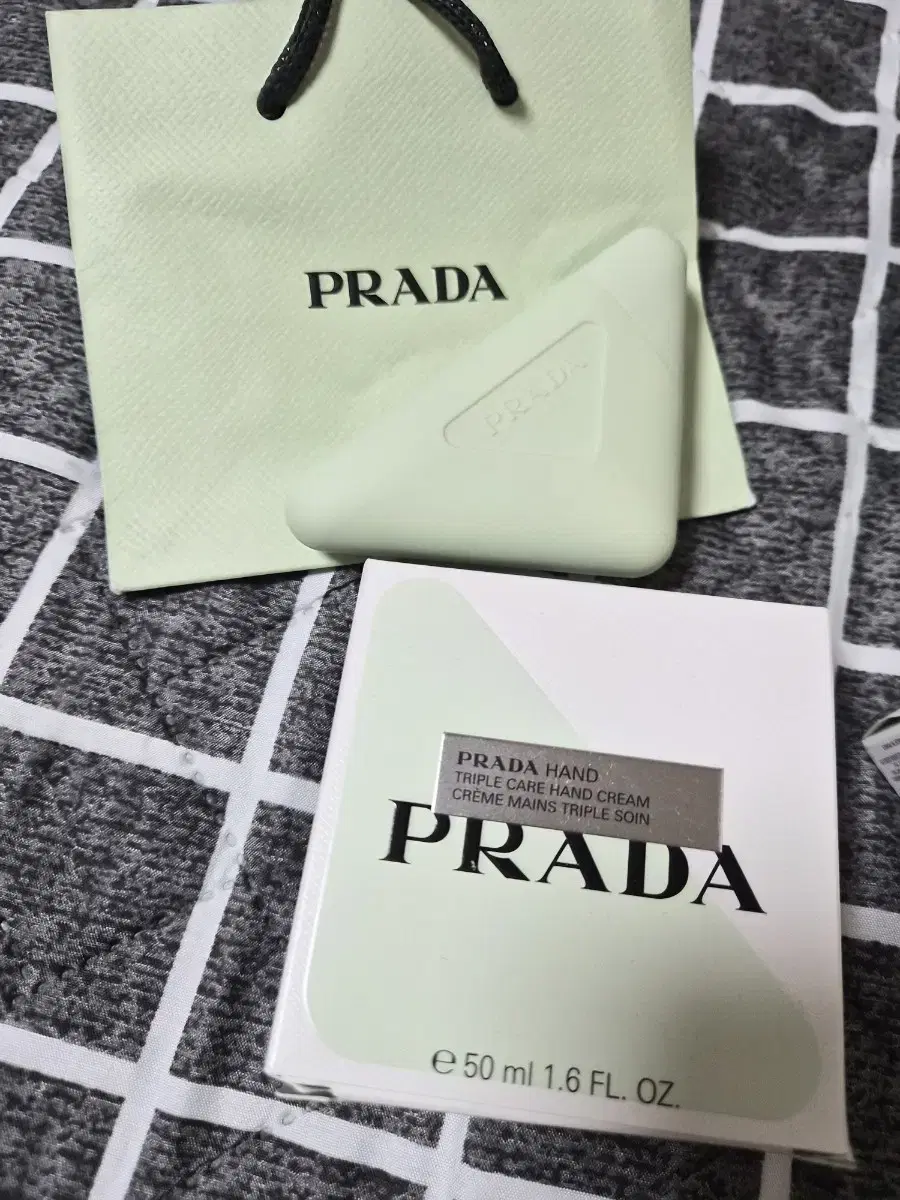 PRADA
PRADA
PRADA HAND
TRIPLE CARE HAND CREAM
CRÈME MAINS TRIPLE SOIN
PRADA
℮ 50 ml 1.6 FL. OZ.